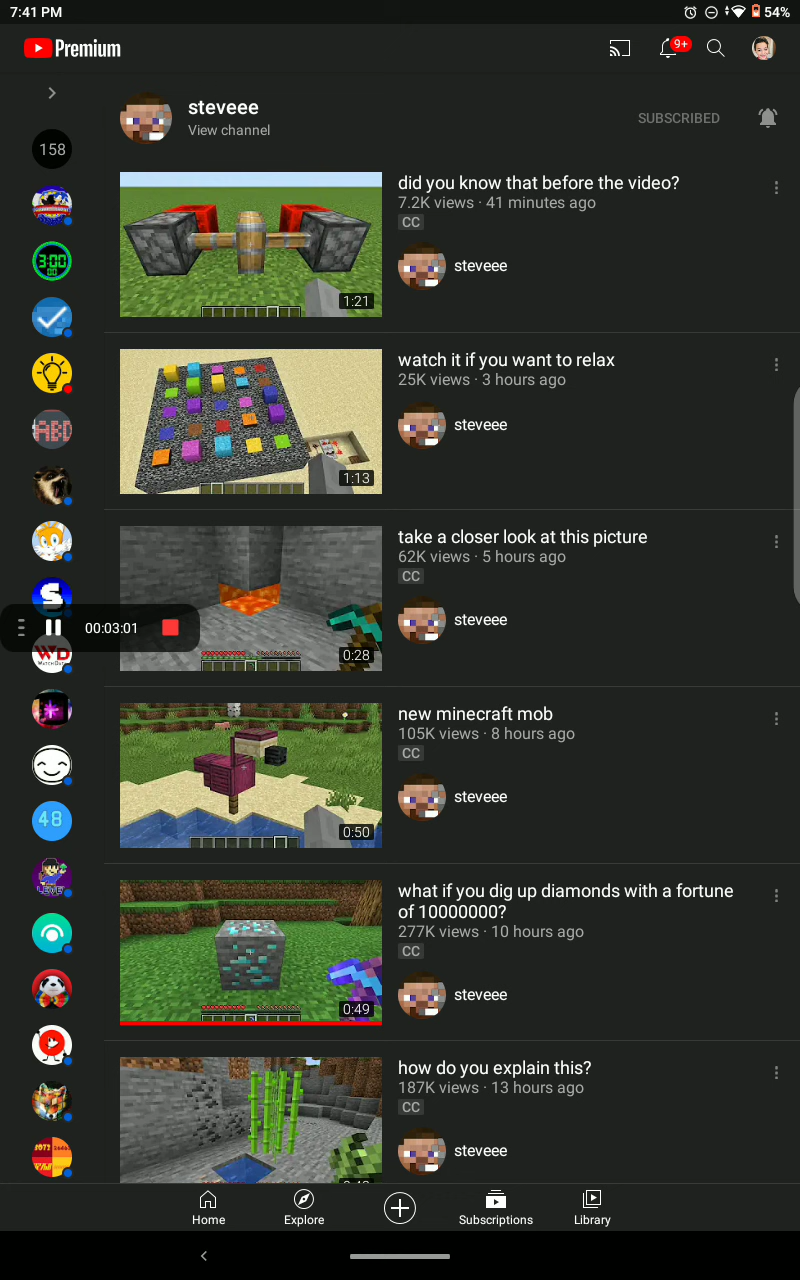 7:41 PM
54%
Premium
9+
steveee
View channel
SUBSCRIBED
158
did you know that before the video?
7.2K views · 41 minutes ago
CC
steveee
1:21
3:00
00
watch it if you want to relax
25K views · 3 hours ago
steveee
1:13
ABC
take a closer look at this picture
62K views · 5 hours ago
CC
steveee
0:28
S
00:03:01
WD
new minecraft mob
105K views · 8 hours ago
CC
steveee
0:50
48
what if you dig up diamonds with a fortune
of 10000000?
277K views · 10 hours ago
CC
steveee
0:49
how do you explain this?
187K views · 13 hours ago
CC
steveee
Home
Explore
Subscriptions
Library